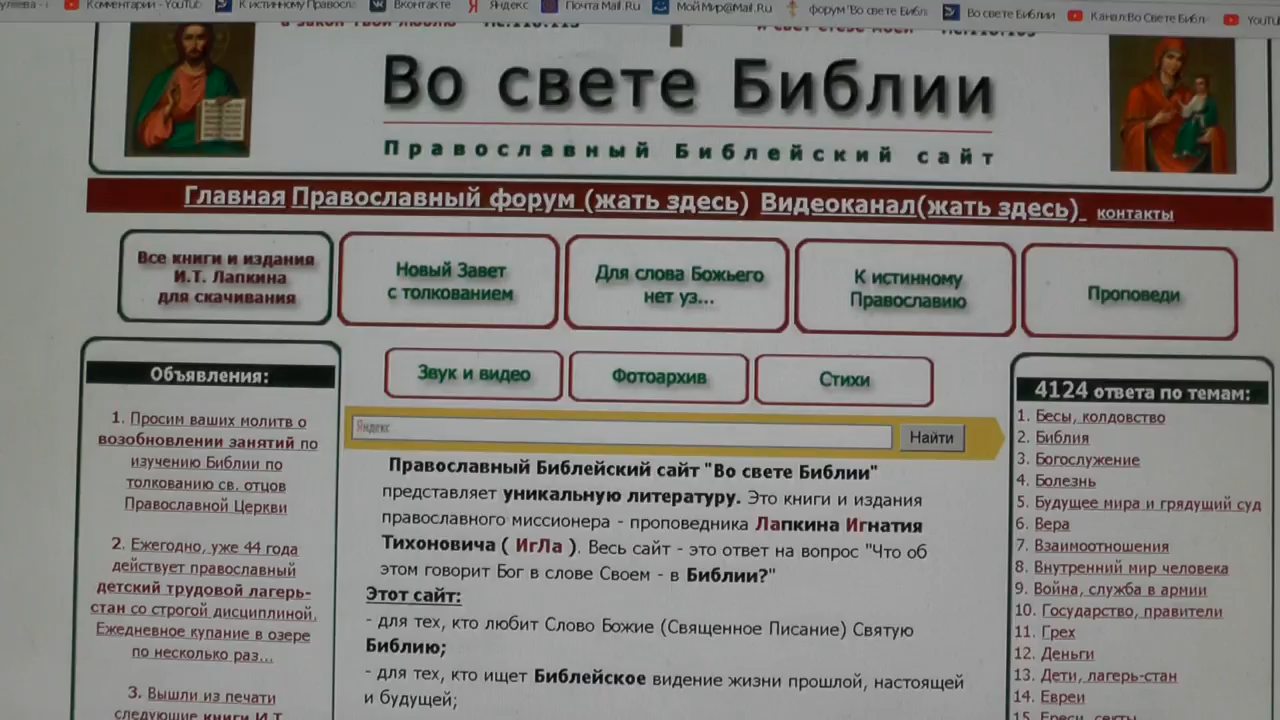 Комментарии - YouTub
К истинному Правосл
ВКонтакте
Яндекс
Почта Mail.Ru
Мой Мир@Mail.Ru
форум "Во свете Библ
Во свете Библии
Канал:Во Свете Библ
YouTU
Во свете Библии
Православный Библейский сайт
Главная Православный форум (жать здесь) Видеоканал(жать здесь) контакты
Все книги и издания
И.Т. Лапкина
для скачивания
Новый Завет
с толкованием
Для слова Божьего
нет уз...
К истинному
Православию
Проповеди
Звук и видео
Фотоархив
Стихи
Объявления:
1. Просим ваших молитв о
возобновлении занятий по
изучению Библии по
толкованию св. отцов
Православной Церкви
2. Ежегодно, уже 44 года
действует православный
детский трудовой лагерь-
стан со строгой дисциплиной.
Ежедневное купание в озере
по несколько раз...
3. Вышли из печати
следующие книги И.Т.
Яндекс
Найти
Православный Библейский сайт "Во свете Библии"
представляет уникальную литературу. Это книги и издания
православного миссионера - проповедника Лапкина Игнатия
Тихоновича ( ИгЛа ). Весь сайт - это ответ на вопрос "Что об
этом говорит Бог в слове Своем - в Библии?"
Этот сайт:
- для тех, кто любит Слово Божие (Священное Писание) Святую
Библию;
- для тех, кто ищет Библейское видение жизни прошлой, настоящей
и будущей;
4124 ответа по темам:
1. Бесы, колдовство
2. Библия
3. Богослужение
4. Болезнь
5. Будущее мира и грядущий суд
6. Вера
7. Взаимоотношения
8. Внутренний мир человека
9. Война, служба в армии
10. Государство, правители
11. Грех
12. Деньги
13. Дети, лагерь-стан
14. Евреи
15. Ереси, секты